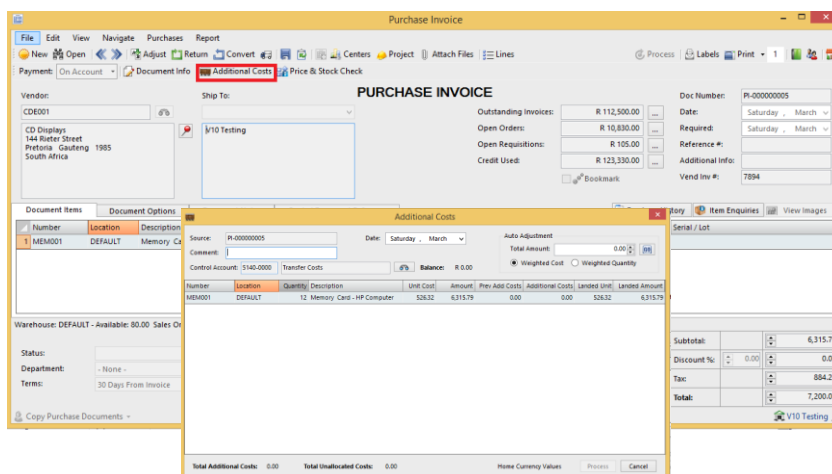 Purchase Invoice
File Edit View Navigate Purchases Report
New Open Adjust Return Convert Centers Project Attach Files Lines Process Labels Print 1
Payment: On Account Document Info Additional Costs Price & Stock Check
Vendor: Ship To: PURCHASE INVOICE
CDE001
CD Displays
144 Rieter Street
Pretoria Gauteng 1985
South Africa
V10 Testing
Outstanding Invoices: R 112,500.00 ...
Open Orders: R 10,830.00 ...
Open Requisitions: R 105.00 ...
Credit Used: R 123,330.00 ...
Bookmark
Doc Number: PI-000000005
Date: Saturday , March
Required: Saturday , March
Reference #:
Additional Info:
Vend Inv #: 7894
Document Items Document Options
Item Enquiries View Images
Number Location Description Serial / Lot
1 MEM001 DEFAULT Memory Ca
Warehouse: DEFAULT - Available: 80.00 Sales Or
Status:
Department: - None -
Terms: 30 Days From Invoice
Copy Purchase Documents
Subtotal: 6,315.7
Discount %: 0.00 0.0
Tax: 884.2
Total: 7,200.0
V10 Testing
Additional Costs
Source: PI-000000005 Date: Saturday , March
Comment:
Control Account: 5140-0000 Transfer Costs Balance: R 0.00
Auto Adjustment
Total Amount: 0.00
Weighted Cost Weighted Quantity
Number Location Quantity Description Unit Cost Amount Prev Add Costs Additional Costs Landed Unit Landed Amount
MEM001 DEFAULT 12 Memory Card - HP Computer 526.32 6,315.79 0.00 0.00 526.32 6,315.79
Total Additional Costs: 0.00 Total Unallocated Costs: 0.00 Home Currency Values Process Cancel